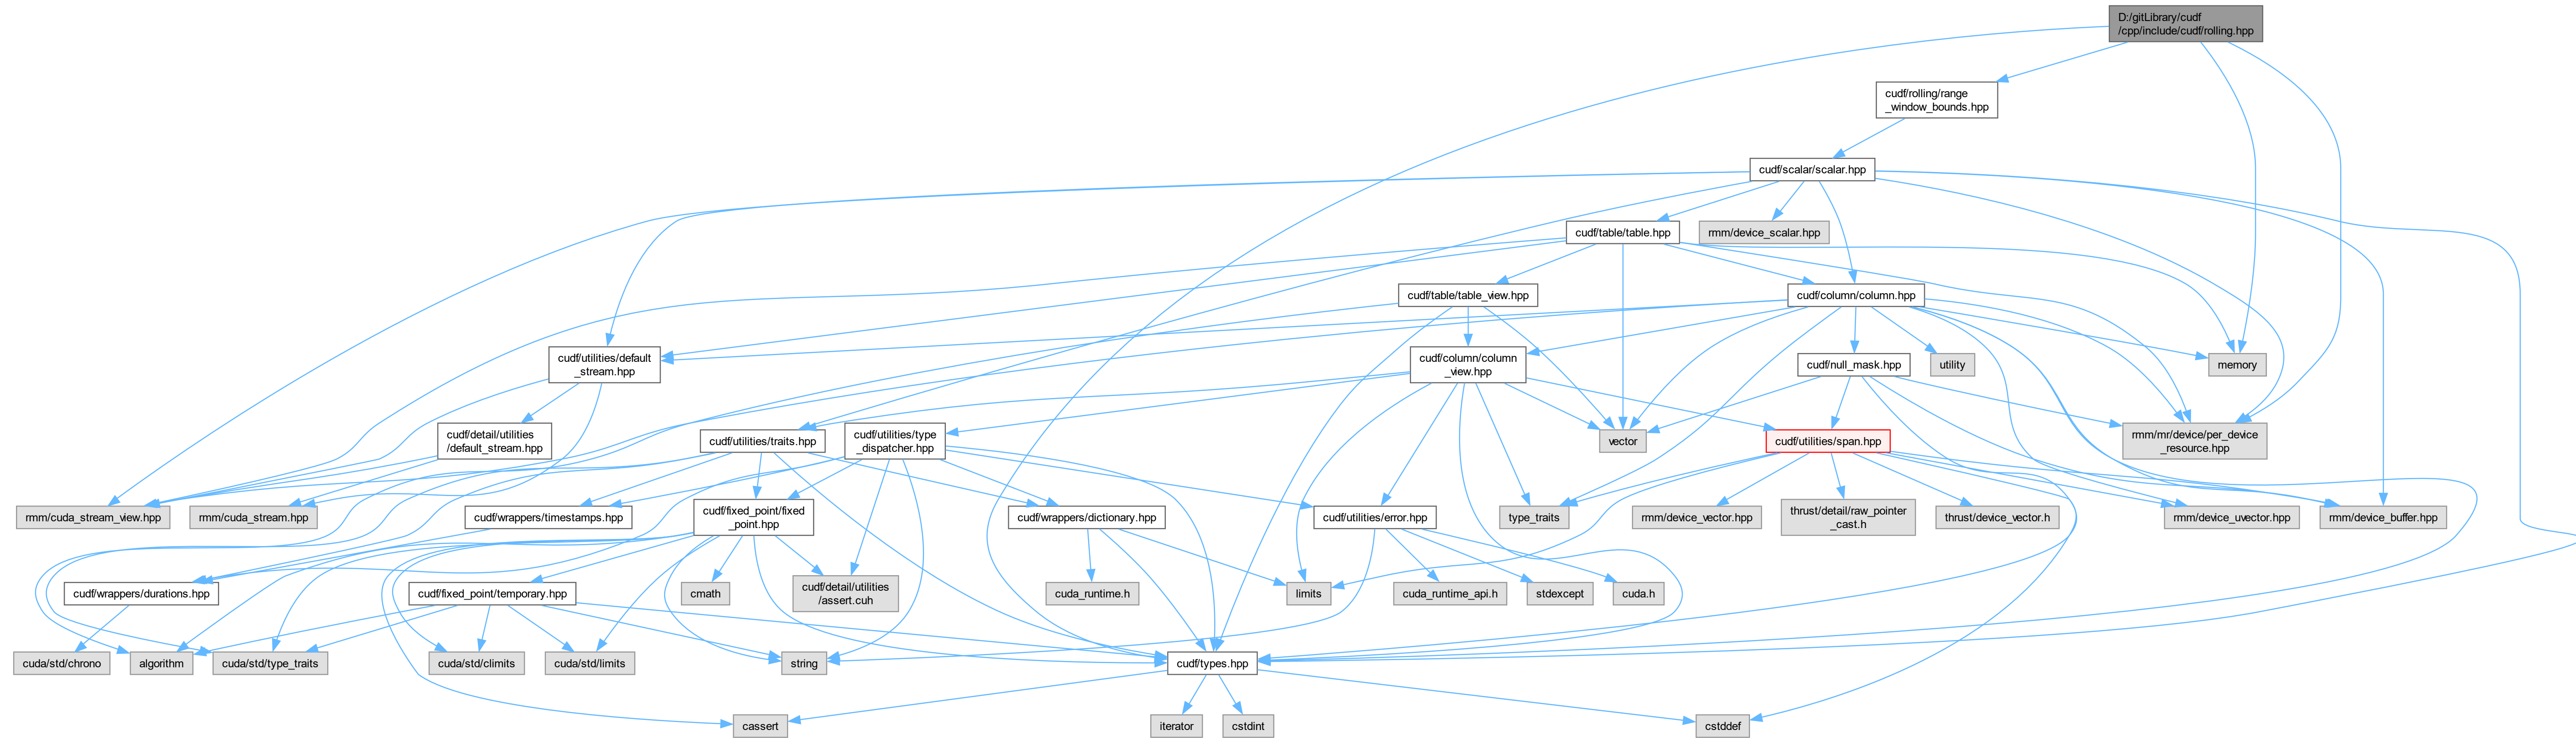 D:/gitLibrary/cudf
/cpp/include/cudf/rolling.hpp
cudf/rolling/range
_window_bounds.hpp
cudf/scalar/scalar.hpp
cudf/table/table.hpp
rmm/device_scalar.hpp
cudf/table/table_view.hpp
cudf/column/column.hpp
cudf/utilities/default
_stream.hpp
cudf/column/column
_view.hpp
cudf/null_mask.hpp
utility
memory
cudf/detail/utilities
/default_stream.hpp
cudf/utilities/traits.hpp
cudf/utilities/type
_dispatcher.hpp
vector
cudf/utilities/span.hpp
rmm/mr/device/per_device
_resource.hpp
rmm/cuda_stream_view.hpp
rmm/cuda_stream.hpp
cudf/wrappers/timestamps.hpp
cudf/fixed_point/fixed
_point.hpp
cudf/wrappers/dictionary.hpp
cudf/utilities/error.hpp
type_traits
rmm/device_vector.hpp
thrust/detail/raw_pointer
_cast.h
thrust/device_vector.h
rmm/device_uvector.hpp
rmm/device_buffer.hpp
cudf/wrappers/durations.hpp
cudf/fixed_point/temporary.hpp
cmath
cudf/detail/utilities
/assert.cuh
cuda_runtime.h
limits
cuda_runtime_api.h
stdexcept
cuda.h
cuda/std/chrono
algorithm
cuda/std/type_traits
cuda/std/climits
cuda/std/limits
string
cudf/types.hpp
cassert
iterator
cstdint
cstddef